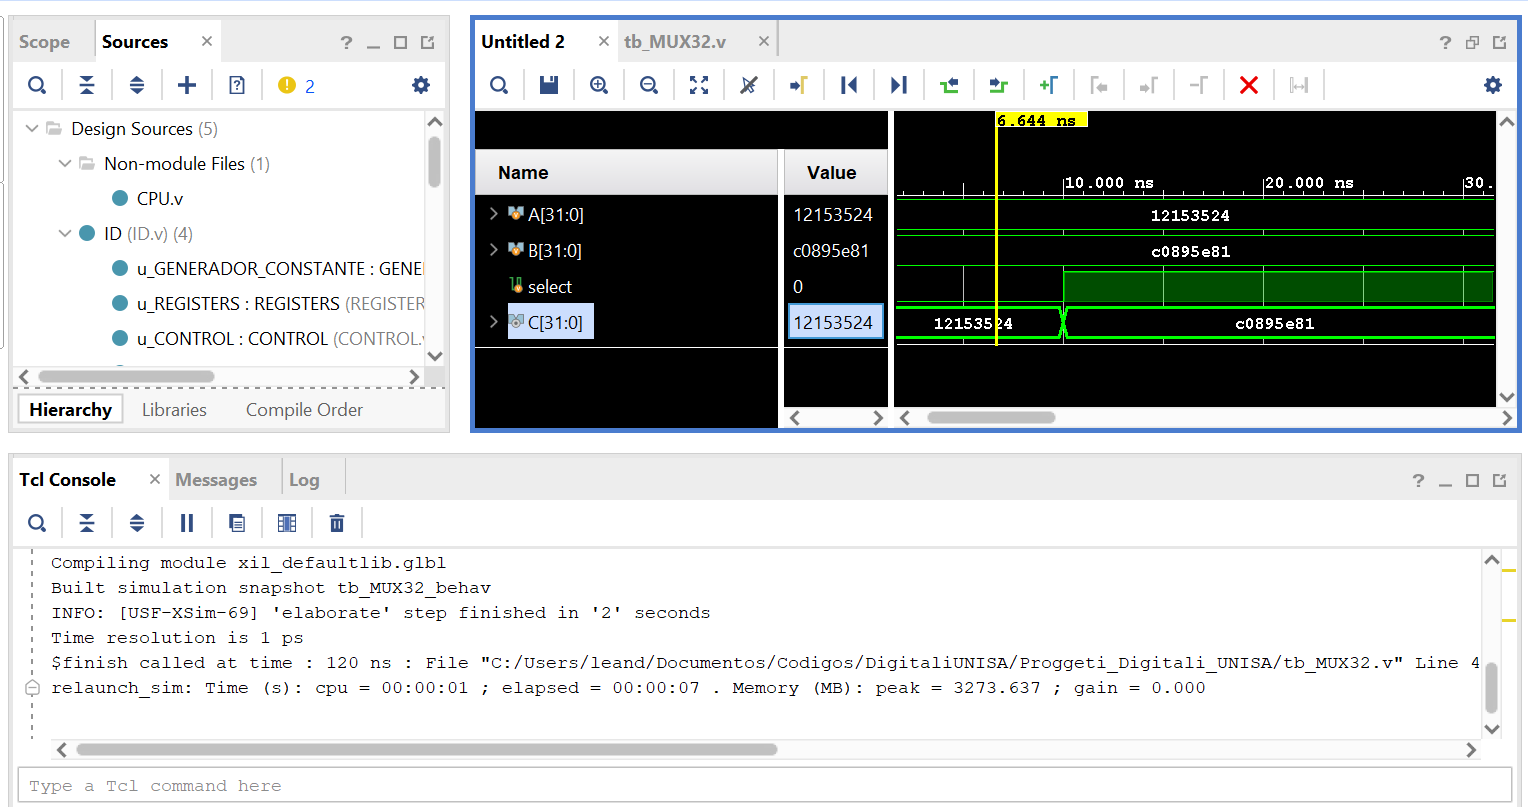 Scope Sources × ?
2
Design Sources (5)
Non-module Files (1)
CPU.v
ID (ID.v) (4)
u_GENERADOR_CONSTANTE : GENE
u_REGISTERS : REGISTERS (REGISTER
u_CONTROL : CONTROL (CONTROL.v
Hierarchy Libraries Compile Order
Untitled 2 × tb_MUX32.v × ?
6.644 ns
Name Value
10.000 ns 20.000 ns 30.
A[31:0] 12153524 12153524
B[31:0] c0895e81 c0895e81
select 0
C[31:0] 12153524 12153524 c0895e81
Tcl Console × Messages Log ?
Compiling module xil_defaultlib.glbl
Built simulation snapshot tb_MUX32_behav
INFO: [USF-XSim-69] 'elaborate' step finished in '2' seconds
Time resolution is 1 ps
$finish called at time : 120 ns : File "C:/Users/leand/Documentos/Codigos/DigitaliUNISA/Proggeti_Digitali_UNISA/tb_MUX32.v" Line 4
relaunch_sim: Time (s): cpu = 00:00:01 ; elapsed = 00:00:07 . Memory (MB): peak = 3273.637 ; gain = 0.000
Type a Tcl command here